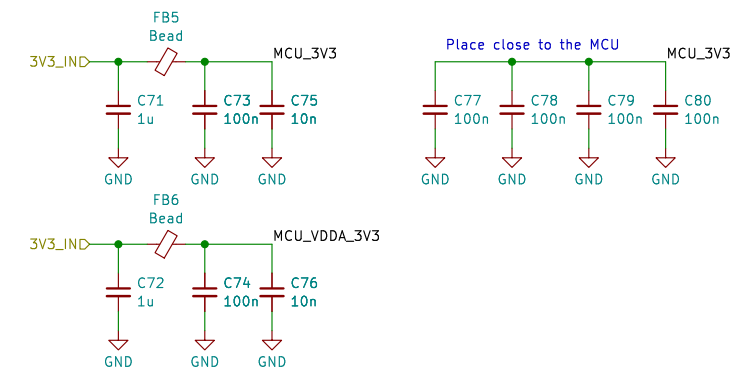 FB5
Bead
3V3_IN
MCU_3V3
C71
1u
C73
100n
C75
10n
GND
GND
GND
Place close to the MCU
MCU_3V3
C77
100n
C78
100n
C79
100n
C80
100n
GND
GND
GND
GND
FB6
Bead
3V3_IN
MCU_VDDA_3V3
C72
1u
C74
100n
C76
10n
GND
GND
GND